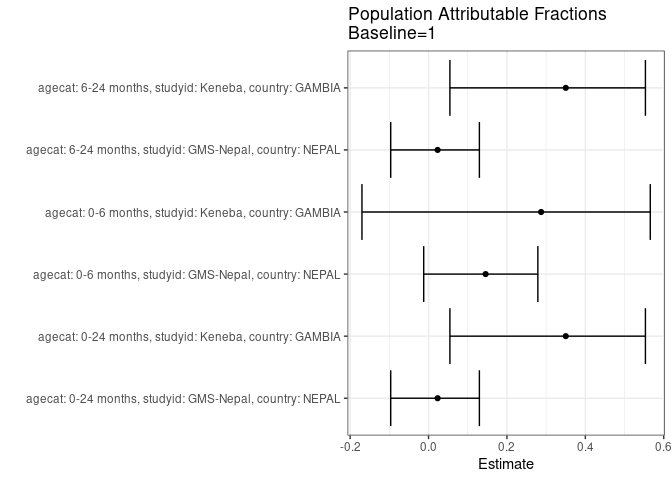 Population Attributable Fractions
Baseline=1
agecat: 6-24 months, studyid: Keneba, country: GAMBIA
agecat: 6-24 months, studyid: GMS-Nepal, country: NEPAL
agecat: 0-6 months, studyid: Keneba, country: GAMBIA
agecat: 0-6 months, studyid: GMS-Nepal, country: NEPAL
agecat: 0-24 months, studyid: Keneba, country: GAMBIA
agecat: 0-24 months, studyid: GMS-Nepal, country: NEPAL
-0.2 0.0 0.2 0.4 0.6
Estimate